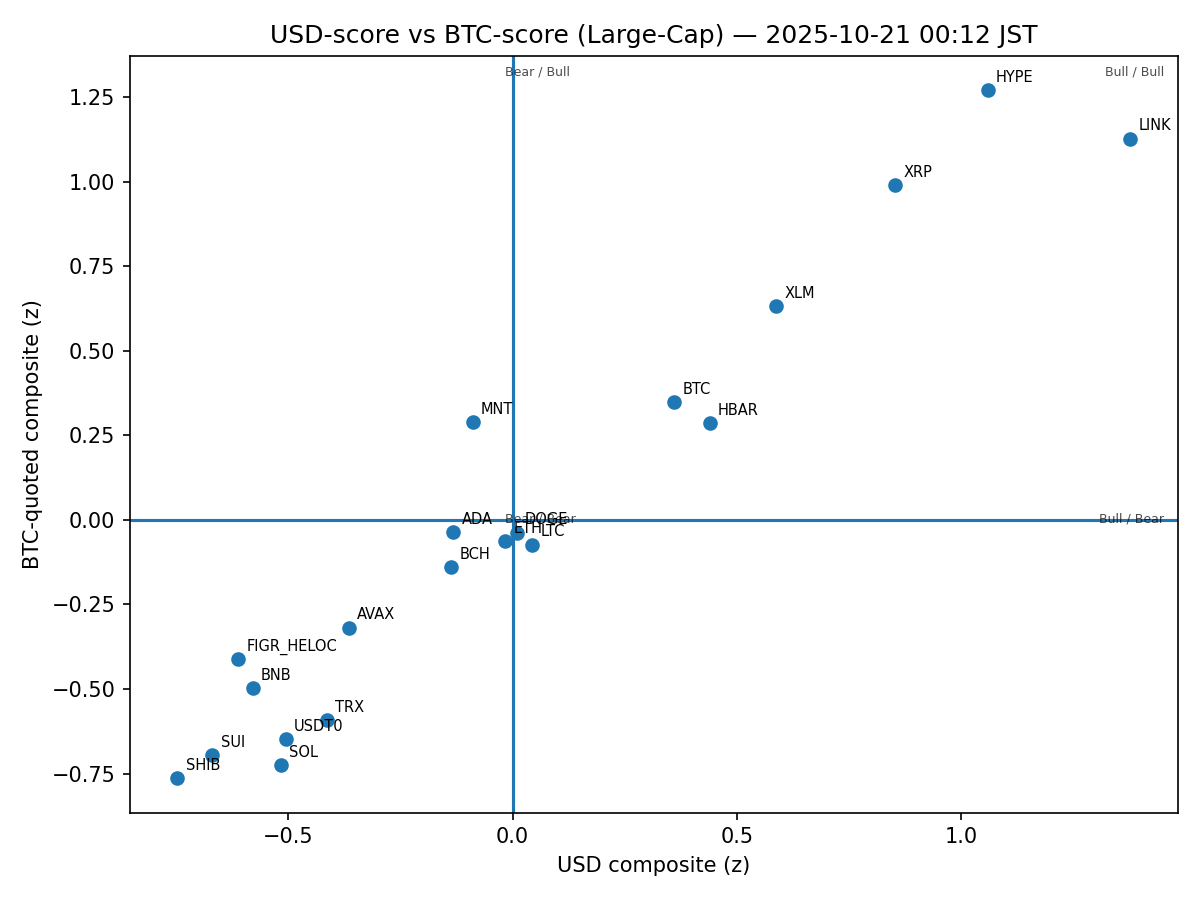 USD-score vs BTC-score (Large-Cap) — 2025-10-21 00:12 JST
Bear / Bull
Bull / Bull
HYPE
LINK
XRP
XLM
BTC
HBAR
MNT
ADA
Bear / Bear
DOGE
Bull / Bear
ETH
LTC
BCH
AVAX
FIGR_HELOC
BNB
TRX
USDT0
SUI
SOL
SHIB
1.25
1.00
0.75
0.50
0.25
0.00
−0.25
−0.50
−0.75
BTC-quoted composite (z)
−0.5
0.0
0.5
1.0
USD composite (z)